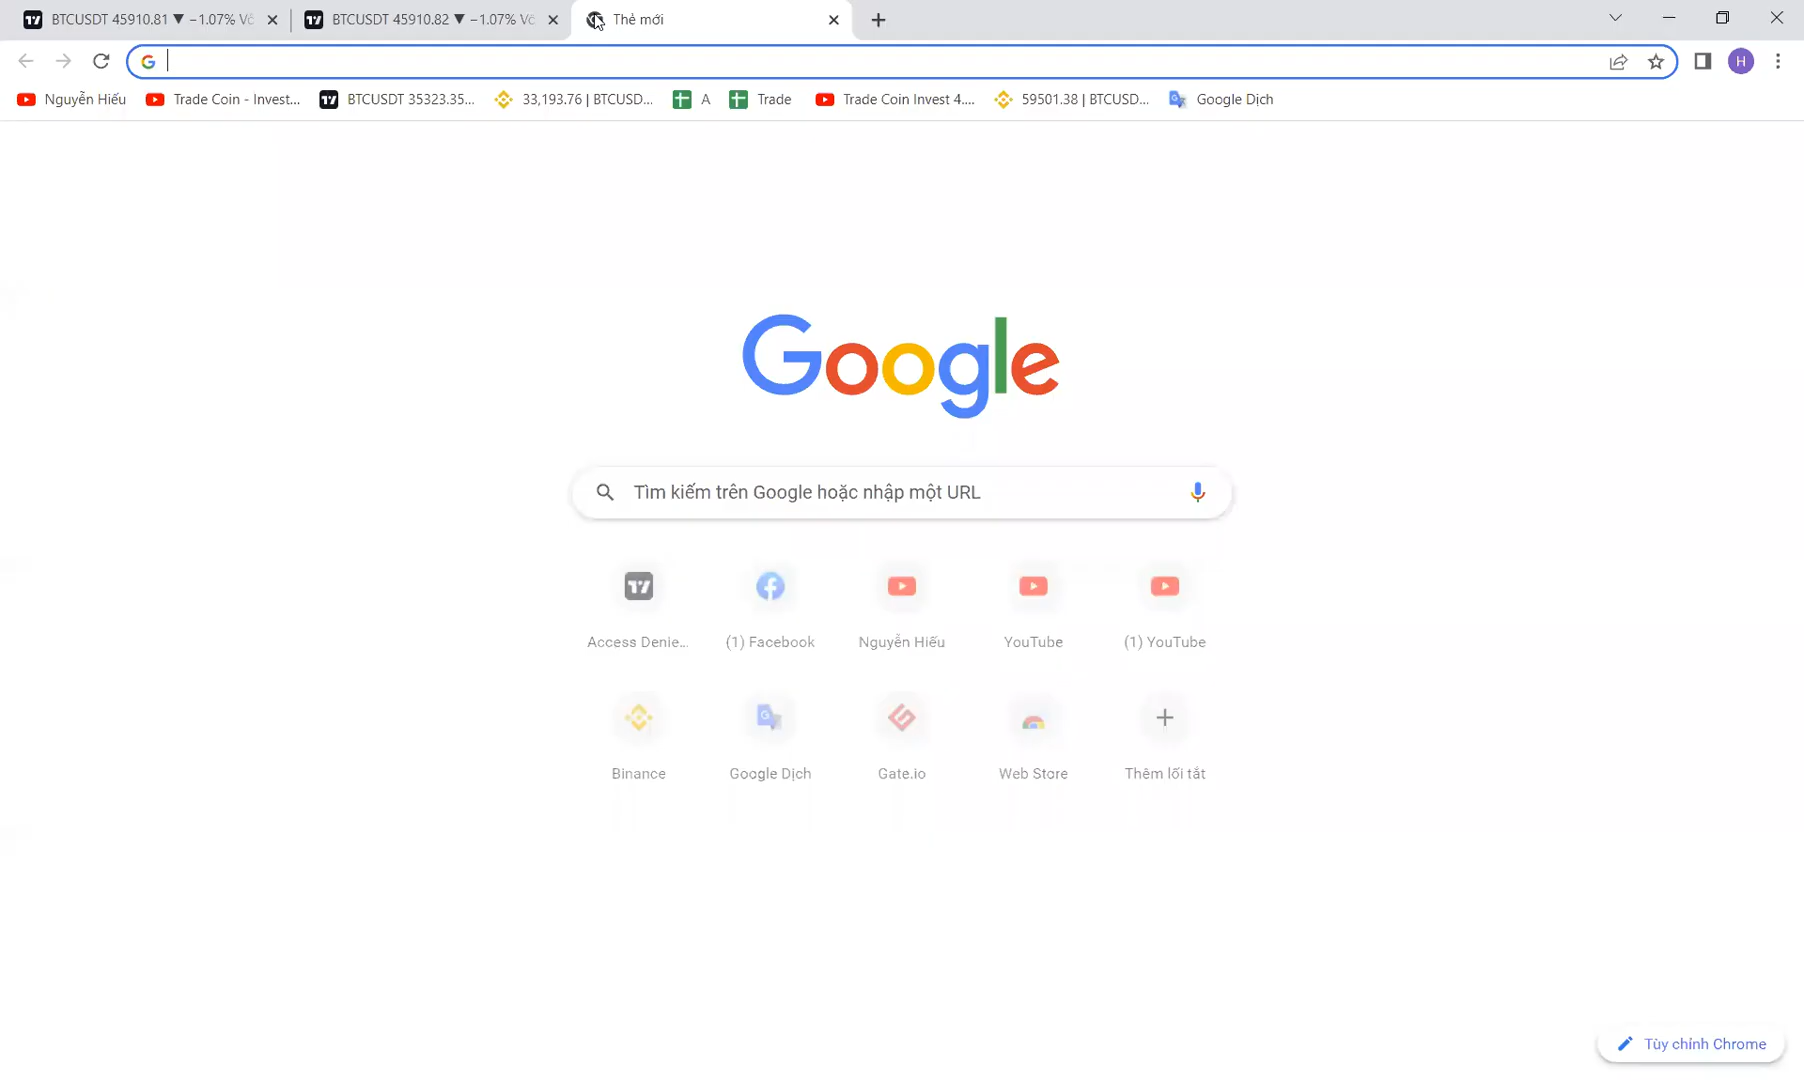 BTCUSDT 45910.81 ▼ −1.07% Vô
BTCUSDT 45910.82 ▼ −1.07% Vô
Thẻ mới
H
Nguyễn Hiếu
Trade Coin - Invest...
BTCUSDT 35323.35...
33,193.76 | BTCUSD...
A
Trade
Trade Coin Invest 4....
59501.38 | BTCUSD...
Google Dịch
Google
Tìm kiếm trên Google hoặc nhập một URL
Access Denie...
(1) Facebook
Nguyễn Hiếu
YouTube
(1) YouTube
Binance
Google Dịch
Gate.io
Web Store
Thêm lối tắt
Tùy chỉnh Chrome